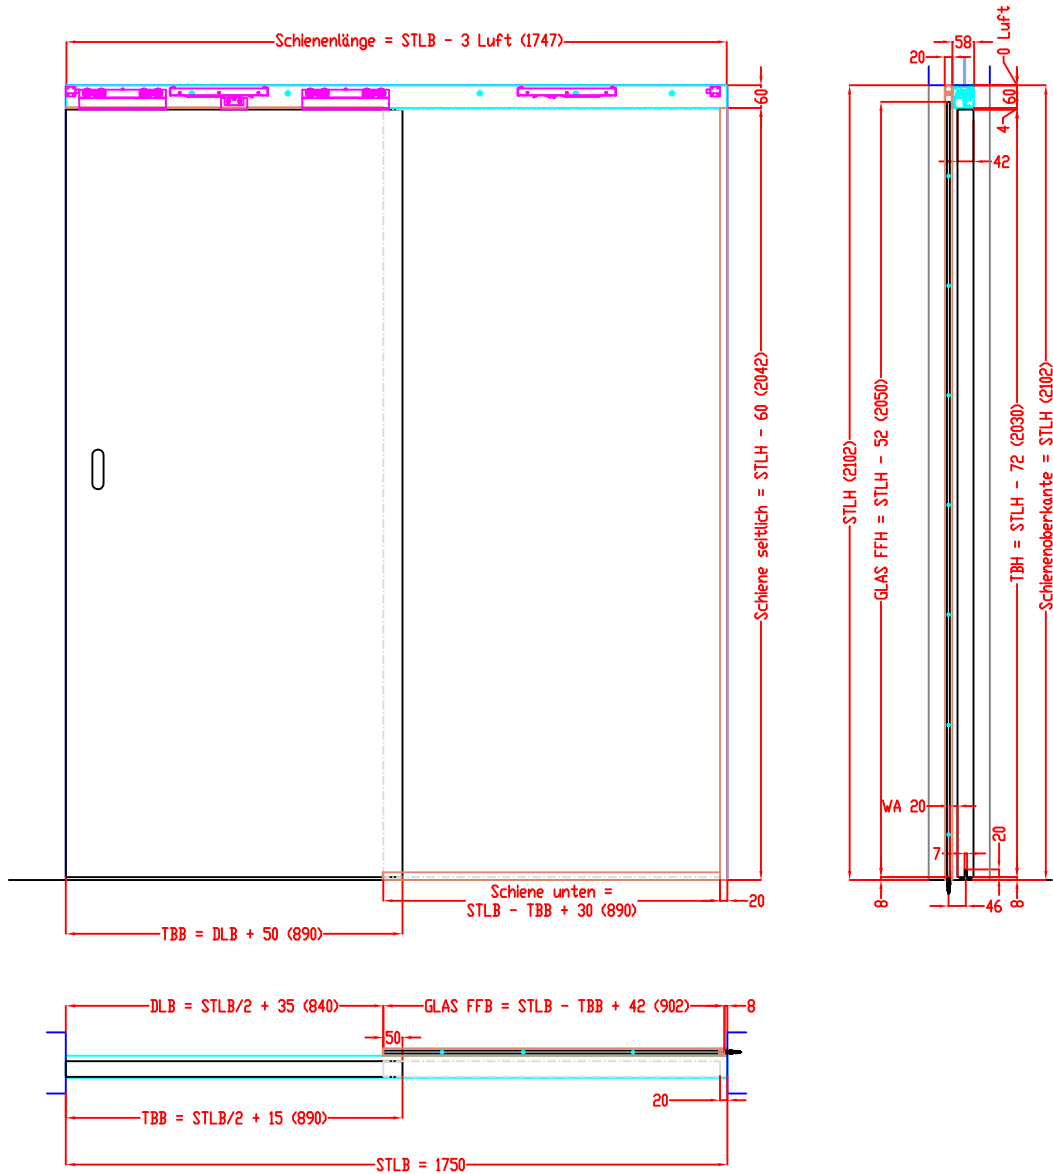 Schienenlänge = STLB - 3 Luft (1747)
60
Schiene seitlich = STLH - 60 (2042)
20
58
0 Luft
60
4
42
STLH (2102)
GLAS FFH = STLH - 52 (2050)
TBH = STLH - 72 (2030)
Schienenoberkante = STLH (2102)
WA 20
20
7
8
46
8
Schiene unten =
STLB - TBB + 30 (890)
20
TBB = DLB + 50 (890)
DLB = STLB/2 + 35 (840)
GLAS FFB = STLB - TBB + 42 (902)
8
50
20
TBB = STLB/2 + 15 (890)
STLB = 1750